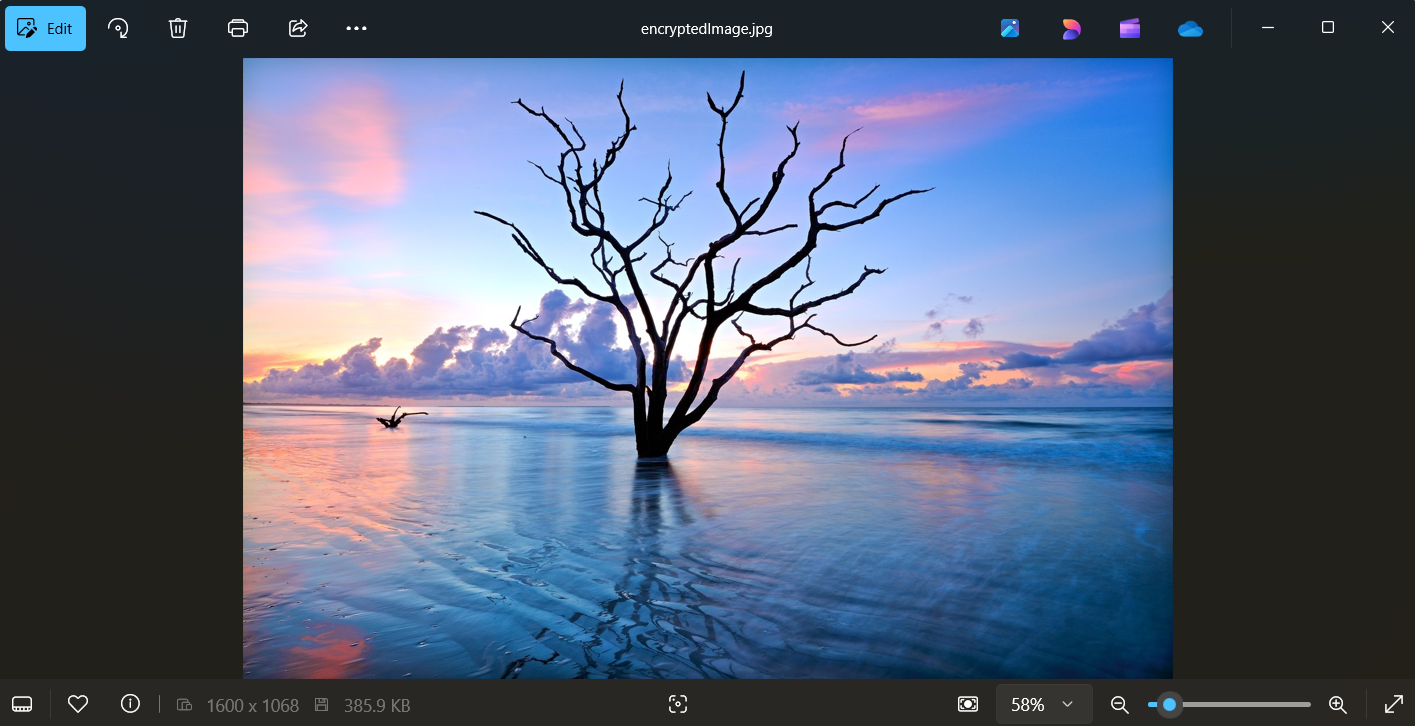 Edit
encryptedImage.jpg
1600 x 1068
385.9 KB
58%